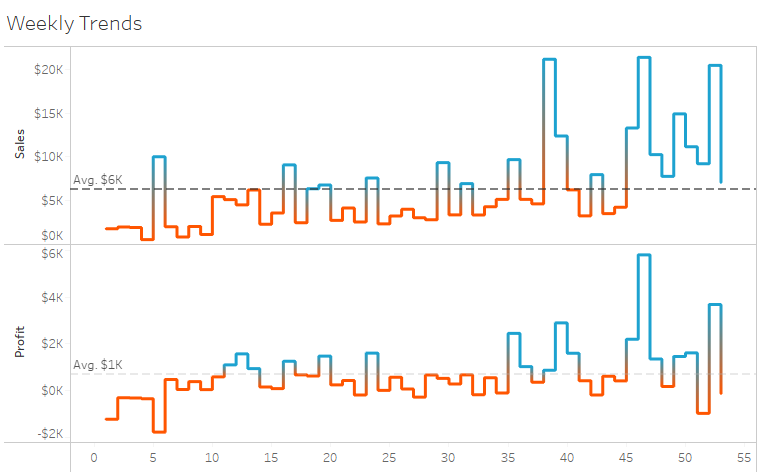 Weekly Trends
Sales
$20K
$15K
$10K
Avg. $6K
$5K
$0K
Profit
$6K
$4K
$2K
Avg. $1K
$0K
-$2K
0 5 10 15 20 25 30 35 40 45 50 55